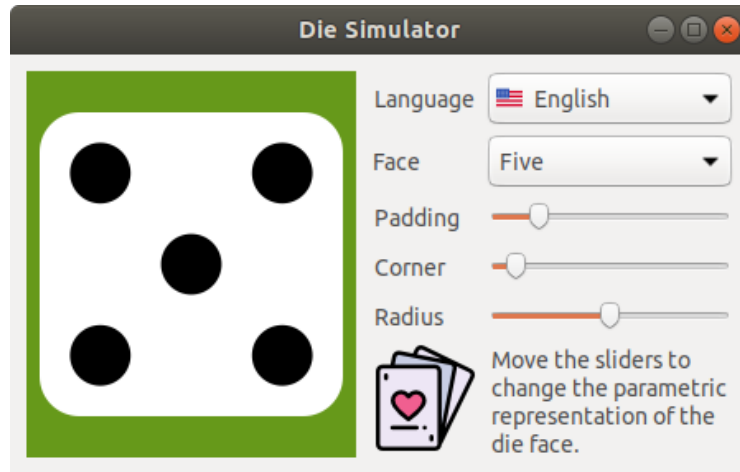 Die Simulator
Language
English
Face
Five
Padding
Corner
Radius
Move the sliders to
change the parametric
representation of the
die face.